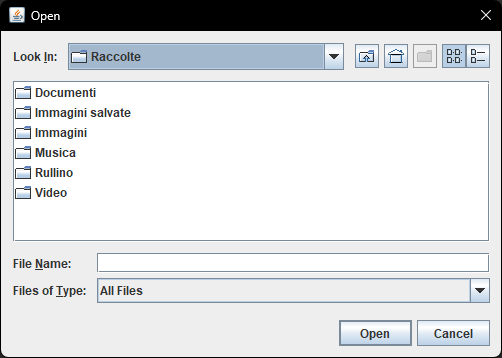 Open
Look In: Raccolte
Documenti
Immagini salvate
Immagini
Musica
Rullino
Video
File Name:
Files of Type: All Files
Open Cancel